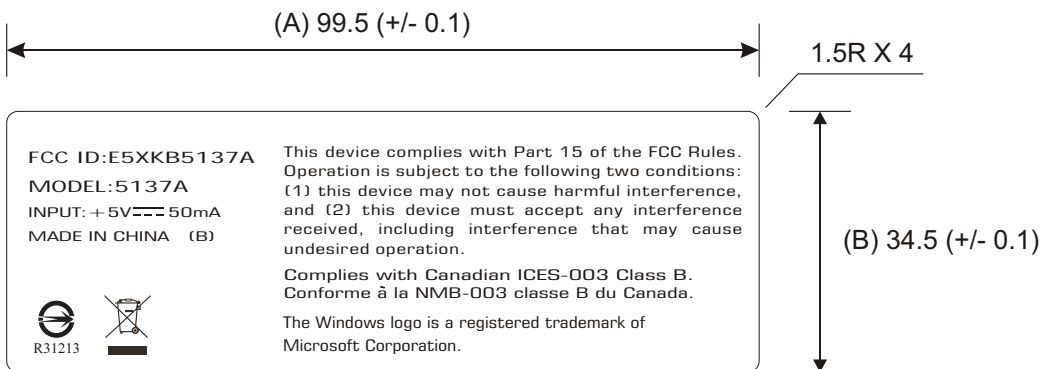 (A) 99.5 (+/- 0.1)
1.5R X 4
FCC ID:E5XKB5137A
MODEL:5137A
INPUT: +5V 50mA
MADE IN CHINA (B)
R31213
This device complies with Part 15 of the FCC Rules.
Operation is subject to the following two conditions:
(1) this device may not cause harmful interference,
and (2) this device must accept any interference
received, including interference that may cause
undesired operation.
Complies with Canadian ICES-003 Class B.
Conforme à la NMB-003 classe B du Canada.
The Windows logo is a registered trademark of
Microsoft Corporation.
(B) 34.5 (+/- 0.1)